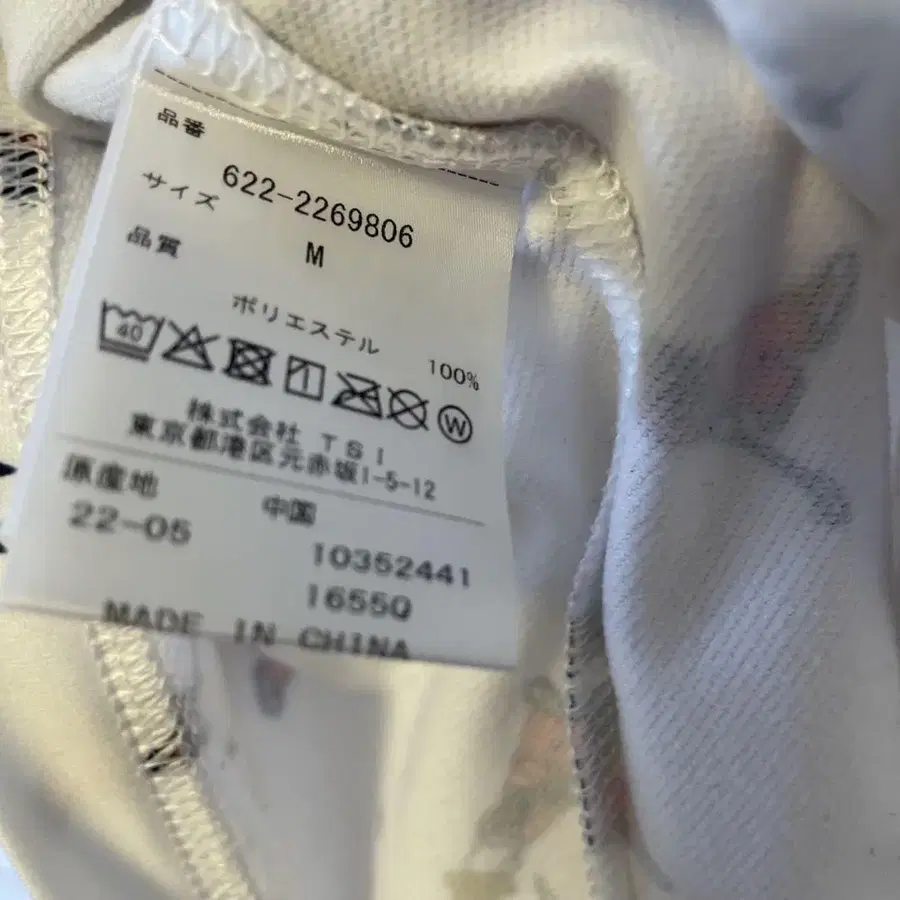 品番
622-2269806
サイズ
M
品質
ポリエステル 100%
40
W
株式会社 TSI
東京都港区元赤坂1-5-12
原産地 中国
22-05 10352441
1655Q
MADE IN CHINA